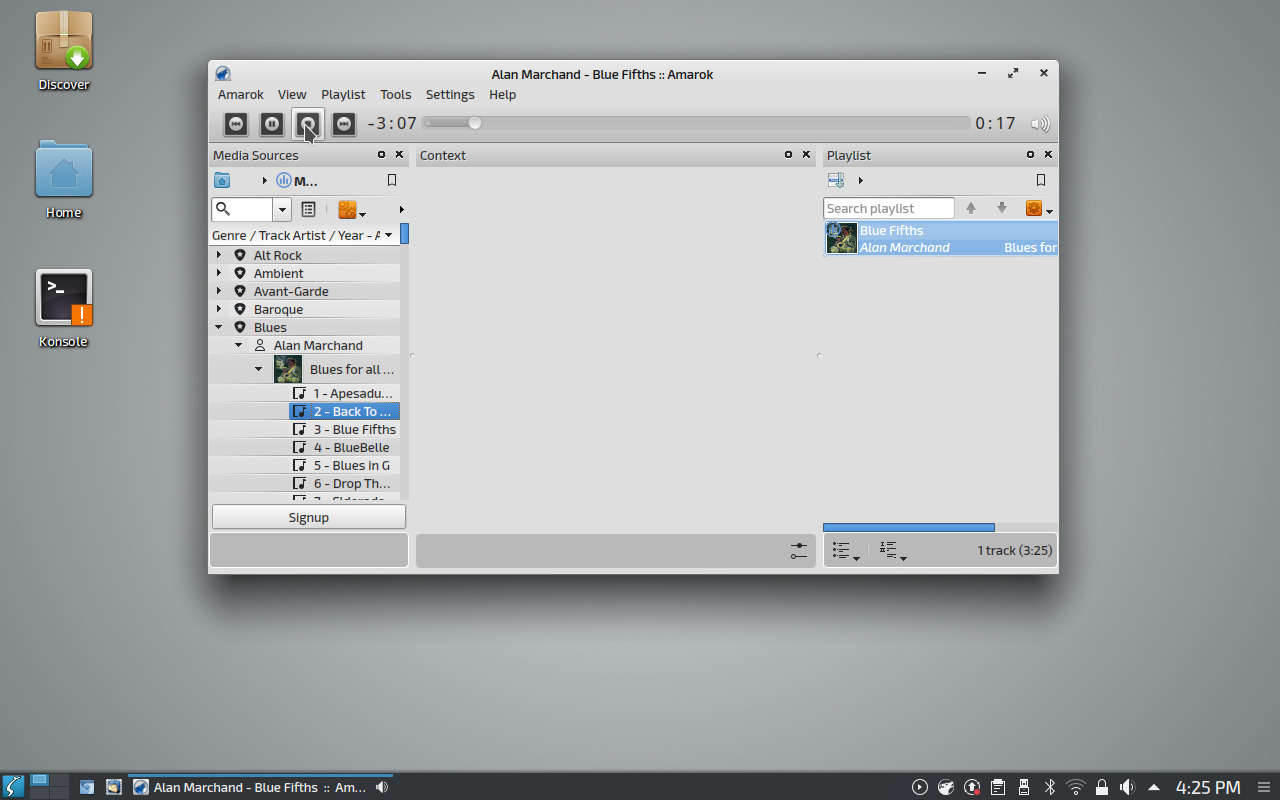 Discover
Home
Konsole
Alan Marchand - Blue Fifths :: Amarok
Amarok View Playlist Tools Settings Help
-3:07 0:17
Media Sources
M...
Genre / Track Artist / Year - A
Alt Rock
Ambient
Avant-Garde
Baroque
Blues
Alan Marchand
Blues for all ...
1 - Apesadu...
2 - Back To ...
3 - Blue Fifths
4 - BlueBelle
5 - Blues in G
6 - Drop Th...
Signup
Context
Playlist
Search playlist
Blue Fifths
Alan Marchand Blues for
1 track (3:25)
Alan Marchand - Blue Fifths :: Am...
4:25 PM